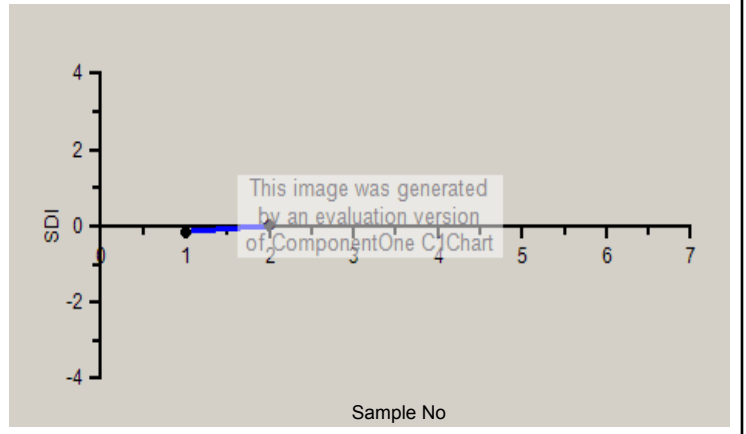 4
2
This image was generated
by an evaluation version
SDI 0
of ComponentOne C1Chart
0 1 2 3 4 5 6 7
-2
-4
Sample No